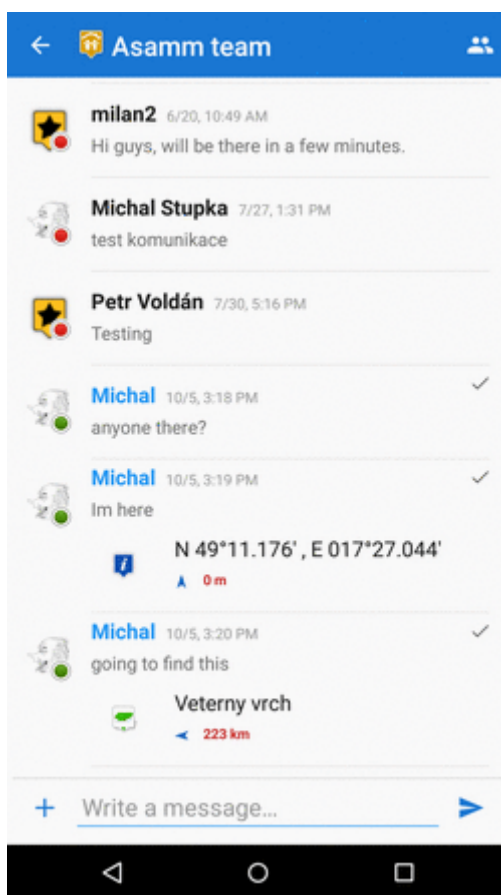 Asamm team
milan2 6/20, 10:49 AM
Hi guys, will be there in a few minutes.
Michal Stupka 7/27, 1:31 PM
test komunikace
Petr Voldán 7/30, 5:16 PM
Testing
Michal 10/5, 3:18 PM
anyone there?
Michal 10/5, 3:19 PM
Im here
N 49°11.176' , E 017°27.044'
0 m
Michal 10/5, 3:20 PM
going to find this
Veterny vrch
223 km
Write a message...